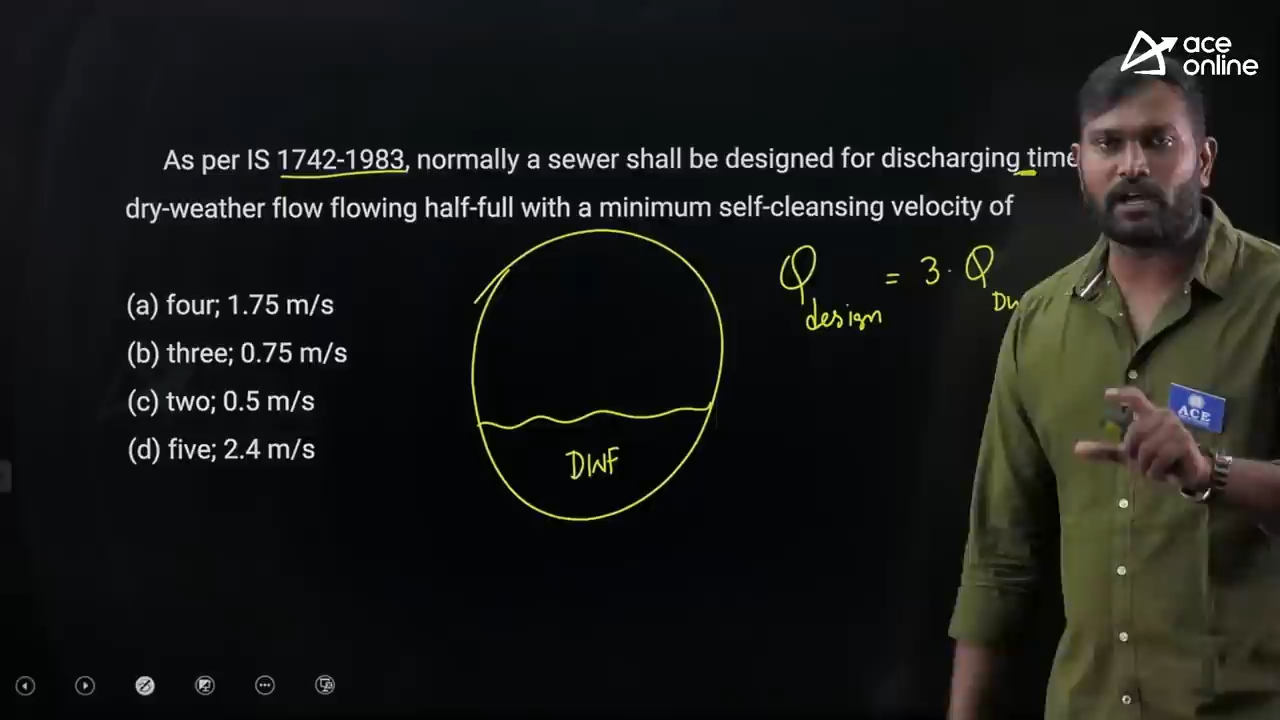 ace
online
As per IS 1742-1983, normally a sewer shall be designed for discharging time
dry-weather flow flowing half-full with a minimum self-cleansing velocity of
(a) four; 1.75 m/s
(b) three; 0.75 m/s
(c) two; 0.5 m/s
(d) five; 2.4 m/s
Q design = 3. Q
DWF
ACE